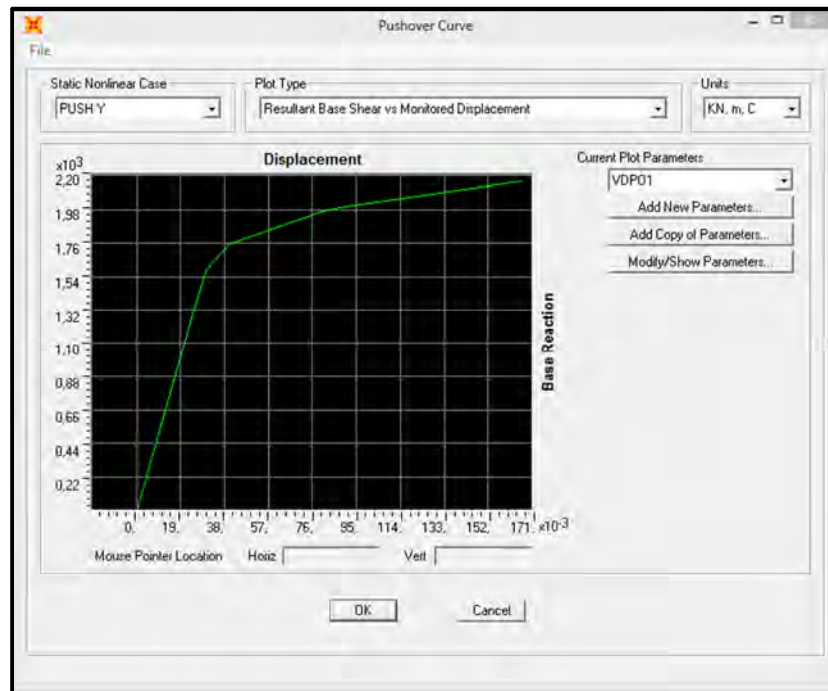 Pushover Curve
File
Static Nonlinear Case
PUSH Y
Plot Type
Resultant Base Shear vs Monitored Displacement
Units
KN, m, C
Displacement
x10³
2,20
1,98
1,76
1,54
1,32
1,10
0,88
0,66
0,44
0,22
0, 19, 38, 57, 76, 95, 114, 133, 152, 171, x10⁻³
Base Reaction
Current Plot Parameters
VDPO1
Add New Parameters...
Add Copy of Parameters...
Modify/Show Parameters...
Mouse Pointer Location Horiz Vert
OK Cancel